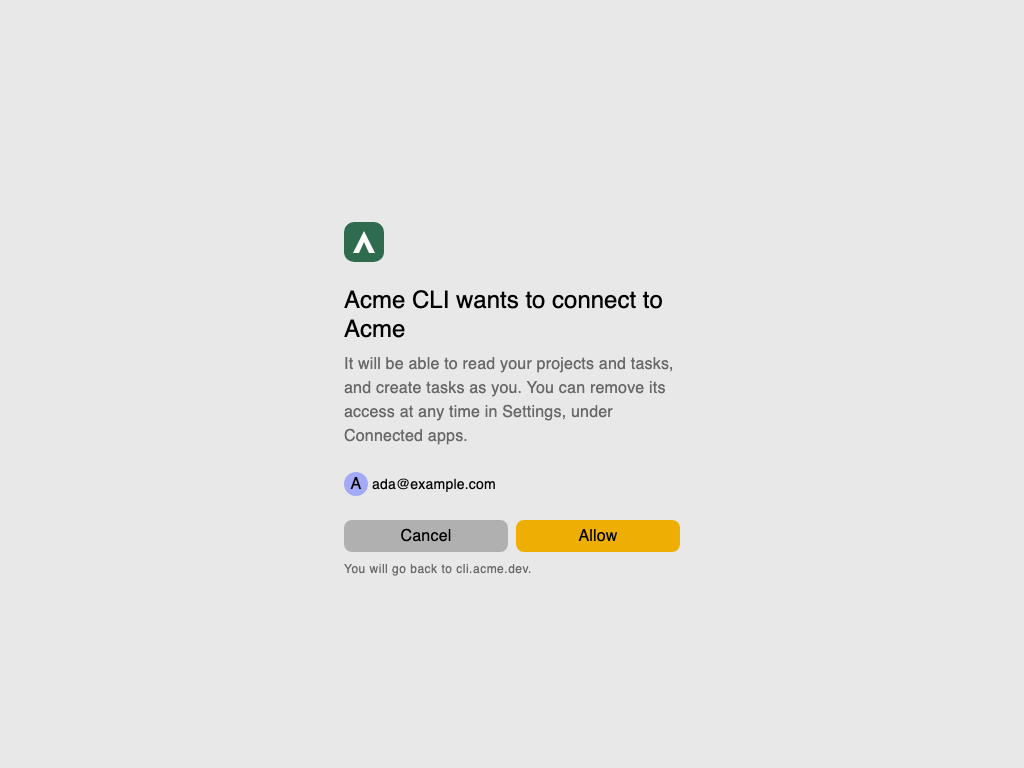 Acme CLI wants to connect to
Acme
It will be able to read your projects and tasks,
and create tasks as you. You can remove its
access at any time in Settings, under
Connected apps.
A ada@example.com
Cancel Allow
You will go back to cli.acme.dev.